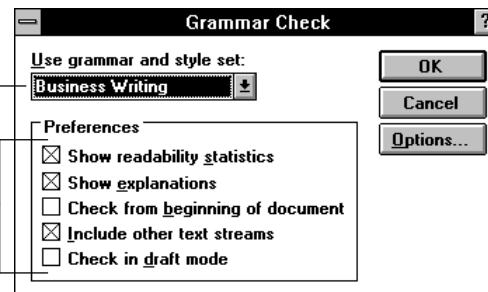 Grammar Check
?
Use grammar and style set:
Business Writing
OK
Cancel
Options...
Preferences
Show readability statistics
Show explanations
Check from beginning of document
Include other text streams
Check in draft mode